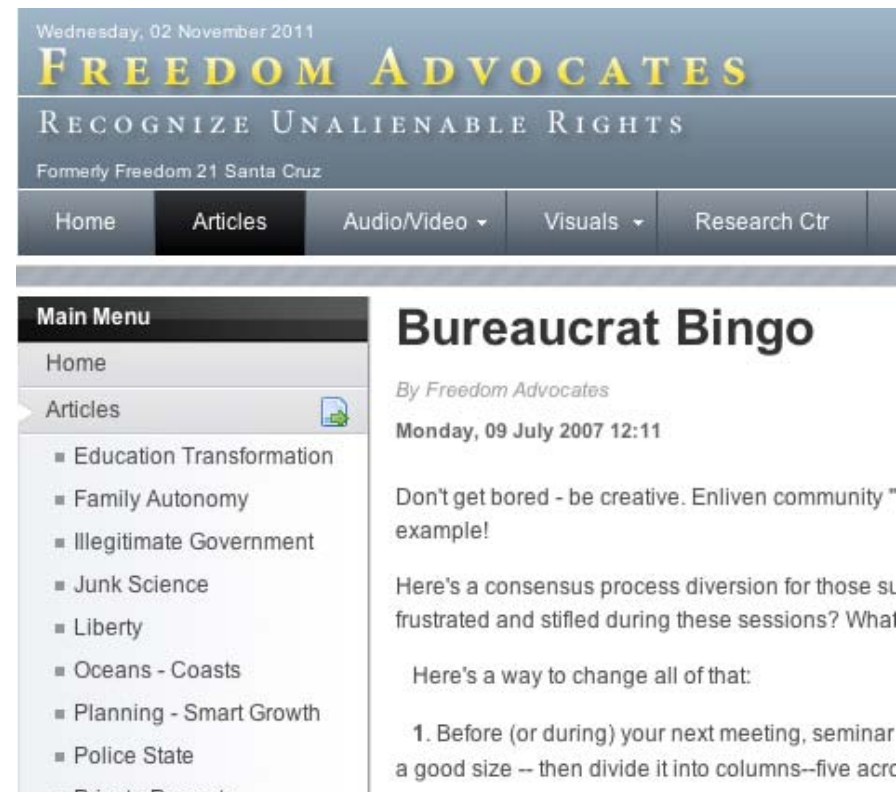 Wednesday, 02 November 2011
FREEDOM ADVOCATES
RECOGNIZE UNALIENABLE RIGHTS
Formerly Freedom 21 Santa Cruz
Home Articles Audio/Video Visuals Research Ctr
Main Menu
Home
Articles
Education Transformation
Family Autonomy
Illegitimate Government
Junk Science
Liberty
Oceans - Coasts
Planning - Smart Growth
Police State
Bureaucrat Bingo
By Freedom Advocates
Monday, 09 July 2007 12:11
Don't get bored - be creative. Enliven community "
example!
Here's a consensus process diversion for those su
frustrated and stifled during these sessions? What
Here's a way to change all of that:
1. Before (or during) your next meeting, seminar
a good size -- then divide it into columns--five acro